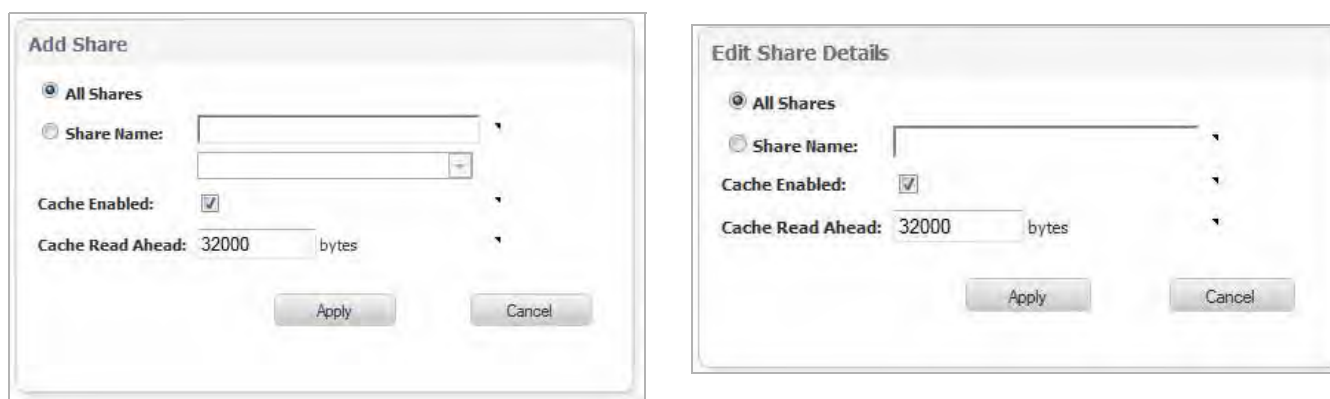 Add Share
All Shares
Share Name:
Cache Enabled:
Cache Read Ahead: 32000 bytes
Apply Cancel
Edit Share Details
All Shares
Share Name:
Cache Enabled:
Cache Read Ahead: 32000 bytes
Apply Cancel